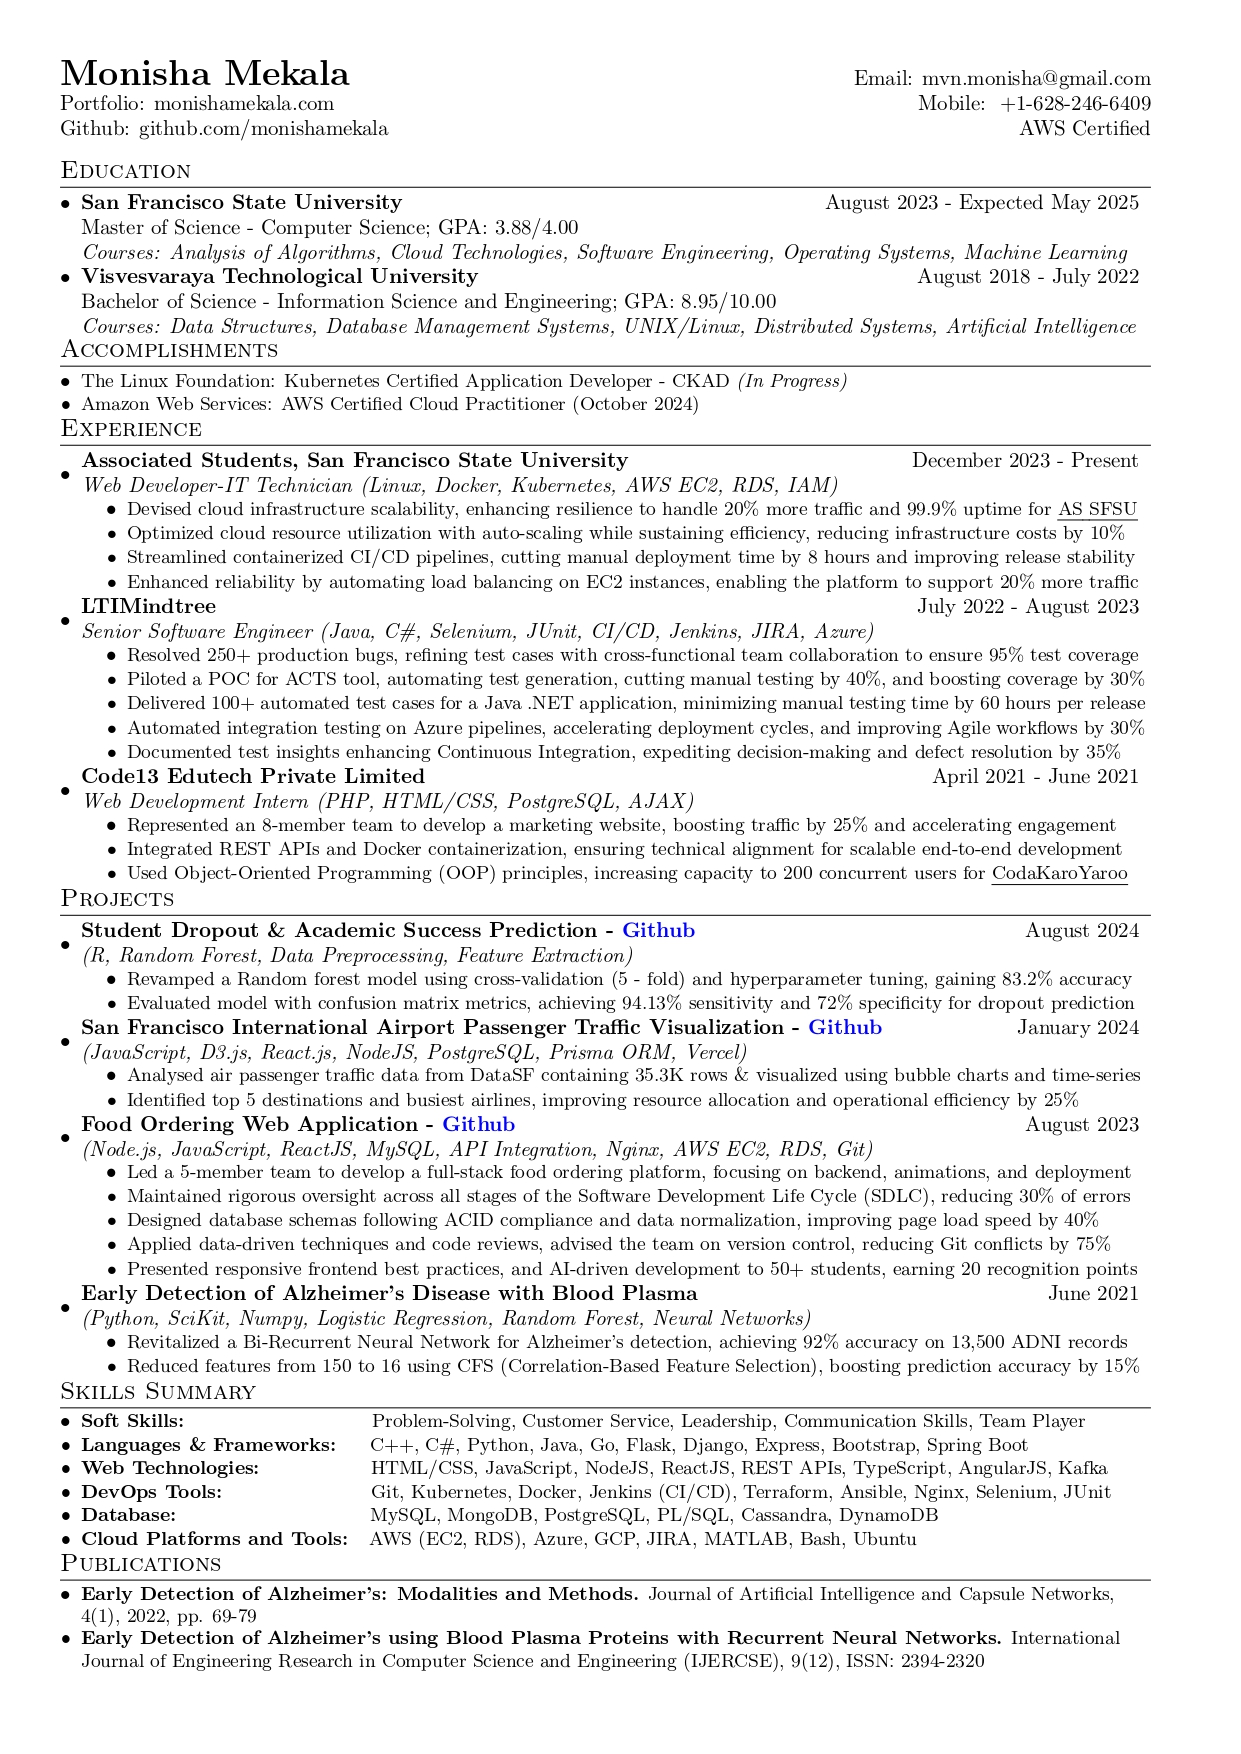 Monisha Mekala
Email: mvn.monisha@gmail.com
Portfolio: monishamekala.com
Mobile: +1-628-246-6409
Github: github.com/monishamekala
AWS Certified
Education
• San Francisco State University August 2023 - Expected May 2025
Master of Science - Computer Science; GPA: 3.88/4.00
Courses: Analysis of Algorithms, Cloud Technologies, Software Engineering, Operating Systems, Machine Learning
• Visvesvaraya Technological University August 2018 - July 2022
Bachelor of Science - Information Science and Engineering; GPA: 8.95/10.00
Courses: Data Structures, Database Management Systems, UNIX/Linux, Distributed Systems, Artificial Intelligence
Accomplishments
• The Linux Foundation: Kubernetes Certified Application Developer - CKAD (In Progress)
• Amazon Web Services: AWS Certified Cloud Practitioner (October 2024)
Experience
• Associated Students, San Francisco State University December 2023 - Present
Web Developer-IT Technician (Linux, Docker, Kubernetes, AWS EC2, RDS, IAM)
• Devised cloud infrastructure scalability, enhancing resilience to handle 20% more traffic and 99.9% uptime for AS SFSU
• Optimized cloud resource utilization with auto-scaling while sustaining efficiency, reducing infrastructure costs by 10%
• Streamlined containerized CI/CD pipelines, cutting manual deployment time by 8 hours and improving release stability
• Enhanced reliability by automating load balancing on EC2 instances, enabling the platform to support 20% more traffic
• LTIMindtree July 2022 - August 2023
Senior Software Engineer (Java, C#, Selenium, JUnit, CI/CD, Jenkins, JIRA, Azure)
• Resolved 250+ production bugs, refining test cases with cross-functional team collaboration to ensure 95% test coverage
• Piloted a POC for ACTS tool, automating test generation, cutting manual testing by 40%, and boosting coverage by 30%
• Delivered 100+ automated test cases for a Java .NET application, minimizing manual testing time by 60 hours per release
• Automated integration testing on Azure pipelines, accelerating deployment cycles, and improving Agile workflows by 30%
• Documented test insights enhancing Continuous Integration, expediting decision-making and defect resolution by 35%
• Code13 Edutech Private Limited April 2021 - June 2021
Web Development Intern (PHP, HTML/CSS, PostgreSQL, AJAX)
• Represented an 8-member team to develop a marketing website, boosting traffic by 25% and accelerating engagement
• Integrated REST APIs and Docker containerization, ensuring technical alignment for scalable end-to-end development
• Used Object-Oriented Programming (OOP) principles, increasing capacity to 200 concurrent users for CodaKaroYaroo
Projects
• Student Dropout & Academic Success Prediction - Github August 2024
(R, Random Forest, Data Preprocessing, Feature Extraction)
• Revamped a Random forest model using cross-validation (5 - fold) and hyperparameter tuning, gaining 83.2% accuracy
• Evaluated model with confusion matrix metrics, achieving 94.13% sensitivity and 72% specificity for dropout prediction
• San Francisco International Airport Passenger Traffic Visualization - Github January 2024
(JavaScript, D3.js, React.js, NodeJS, PostgreSQL, Prisma ORM, Vercel)
• Analysed air passenger traffic data from DataSF containing 35.3K rows & visualized using bubble charts and time-series
• Identified top 5 destinations and busiest airlines, improving resource allocation and operational efficiency by 25%
• Food Ordering Web Application - Github August 2023
(Node.js, JavaScript, ReactJS, MySQL, API Integration, Nginx, AWS EC2, RDS, Git)
• Led a 5-member team to develop a full-stack food ordering platform, focusing on backend, animations, and deployment
• Maintained rigorous oversight across all stages of the Software Development Life Cycle (SDLC), reducing 30% of errors
• Designed database schemas following ACID compliance and data normalization, improving page load speed by 40%
• Applied data-driven techniques and code reviews, advised the team on version control, reducing Git conflicts by 75%
• Presented responsive frontend best practices, and AI-driven development to 50+ students, earning 20 recognition points
• Early Detection of Alzheimer's Disease with Blood Plasma June 2021
(Python, SciKit, Numpy, Logistic Regression, Random Forest, Neural Networks)
• Revitalized a Bi-Recurrent Neural Network for Alzheimer's detection, achieving 92% accuracy on 13,500 ADNI records
• Reduced features from 150 to 16 using CFS (Correlation-Based Feature Selection), boosting prediction accuracy by 15%
Skills Summary
• Soft Skills: Problem-Solving, Customer Service, Leadership, Communication Skills, Team Player
• Languages & Frameworks: C++, C#, Python, Java, Go, Flask, Django, Express, Bootstrap, Spring Boot
• Web Technologies: HTML/CSS, JavaScript, NodeJS, ReactJS, REST APIs, TypeScript, AngularJS, Kafka
• DevOps Tools: Git, Kubernetes, Docker, Jenkins (CI/CD), Terraform, Ansible, Nginx, Selenium, JUnit
• Database: MySQL, MongoDB, PostgreSQL, PL/SQL, Cassandra, DynamoDB
• Cloud Platforms and Tools: AWS (EC2, RDS), Azure, GCP, JIRA, MATLAB, Bash, Ubuntu
Publications
• Early Detection of Alzheimer's: Modalities and Methods. Journal of Artificial Intelligence and Capsule Networks,
4(1), 2022, pp. 69-79
• Early Detection of Alzheimer's using Blood Plasma Proteins with Recurrent Neural Networks. International
Journal of Engineering Research in Computer Science and Engineering (IJERCSE), 9(12), ISSN: 2394-2320